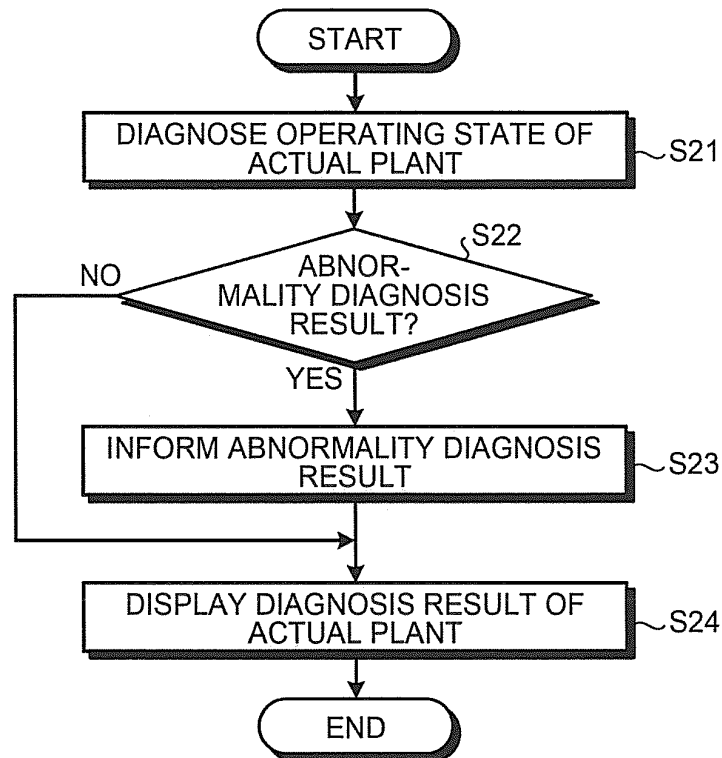 START
DIAGNOSE OPERATING STATE OF
ACTUAL PLANT
S21
S22
ABNOR-
MALITY DIAGNOSIS
RESULT?
NO
YES
INFORM ABNORMALITY DIAGNOSIS
RESULT
S23
DISPLAY DIAGNOSIS RESULT OF
ACTUAL PLANT
S24
END